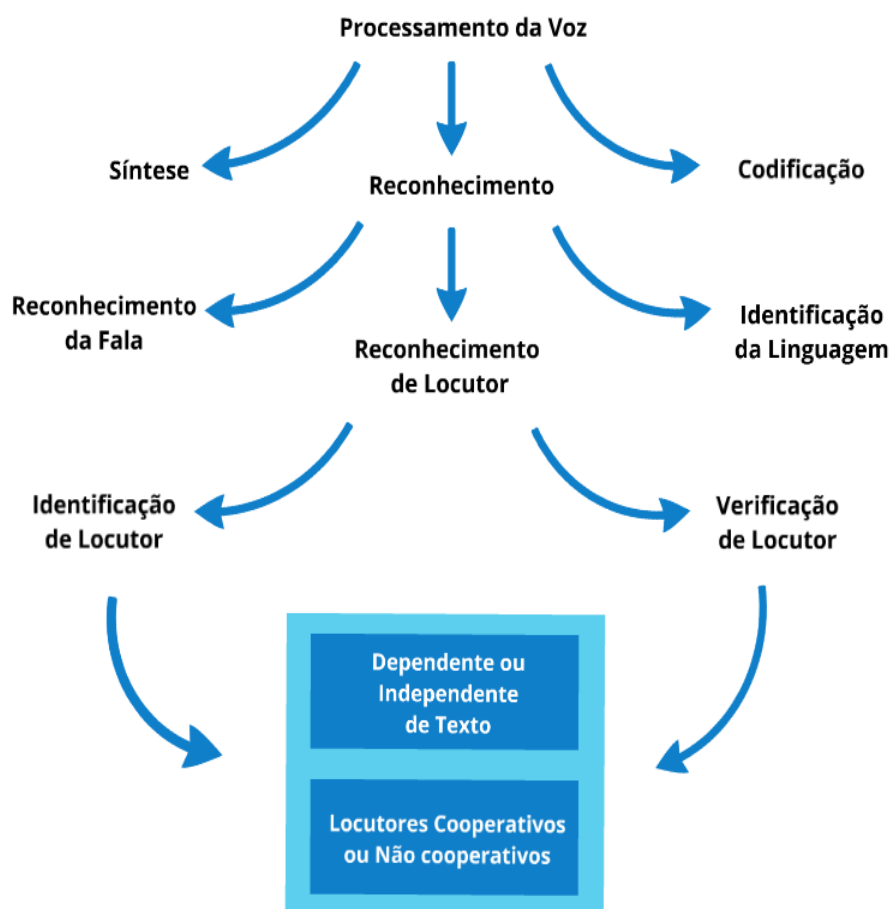 Processamento da Voz
Síntese
Reconhecimento
Codificação
Reconhecimento
da Fala
Reconhecimento
de Locutor
Identificação
da Linguagem
Identificação
de Locutor
Verificação
de Locutor
Dependente ou
Independente
de Texto
Locutores Cooperativos
ou Não cooperativos